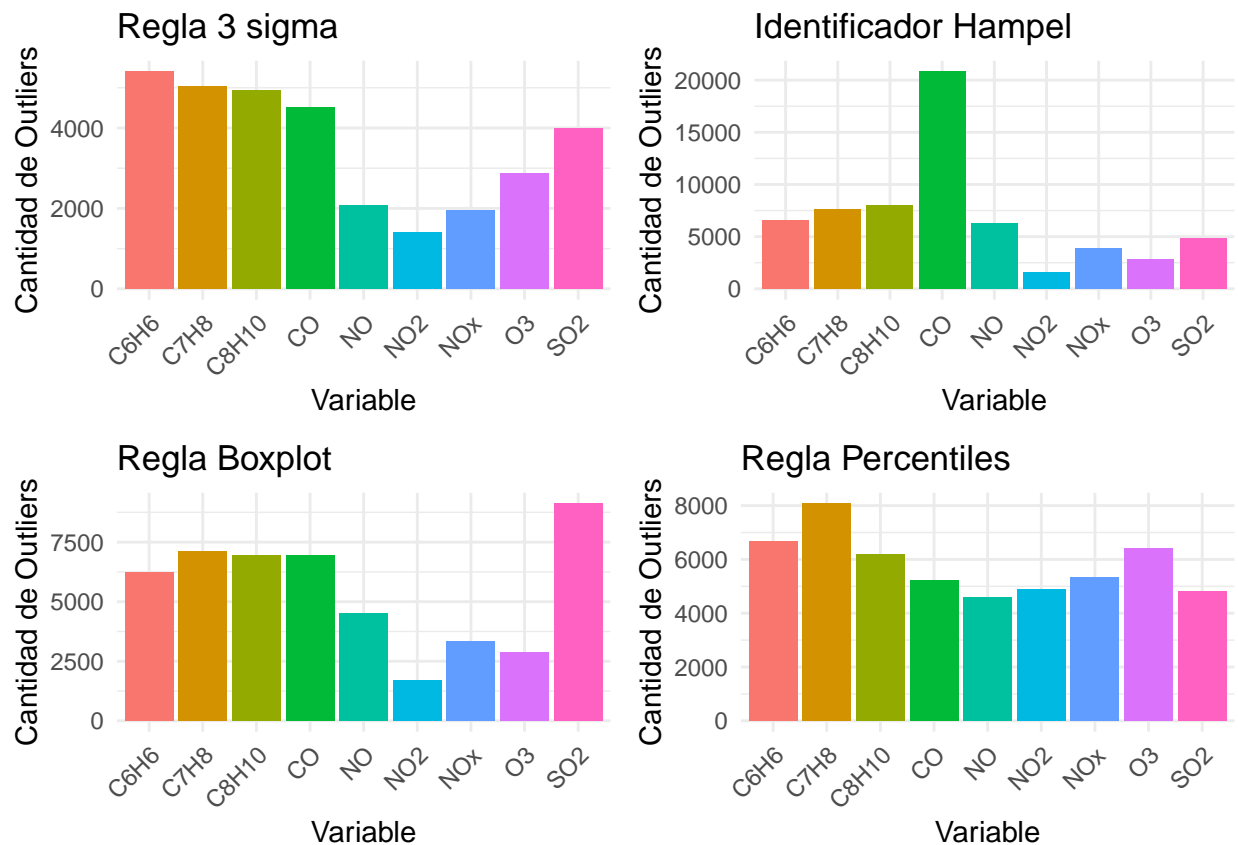 Regla 3 sigma
Cantidad de Outliers
4000
2000
0
C6H6 C7H8 C8H10 CO NO NO2 NOx O3 SO2
Variable
Identificador Hampel
Cantidad de Outliers
20000
15000
10000
5000
0
C6H6 C7H8 C8H10 CO NO NO2 NOx O3 SO2
Variable
Regla Boxplot
Cantidad de Outliers
7500
5000
2500
0
C6H6 C7H8 C8H10 CO NO NO2 NOx O3 SO2
Variable
Regla Percentiles
Cantidad de Outliers
8000
6000
4000
2000
0
C6H6 C7H8 C8H10 CO NO NO2 NOx O3 SO2
Variable